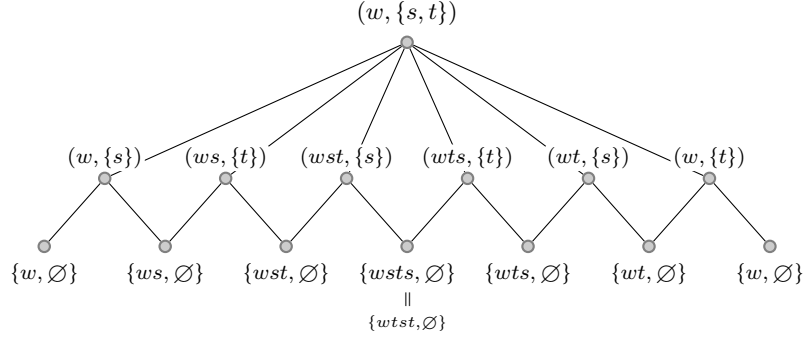 (w, {s, t})
(w, {s}) (ws, {t}) (wst, {s}) (wts, {t}) (wt, {s}) (w, {t})
{w, ∅} {ws, ∅} {wst, ∅} {wsts, ∅} {wts, ∅} {wt, ∅} {w, ∅}
=
{wtst, ∅}